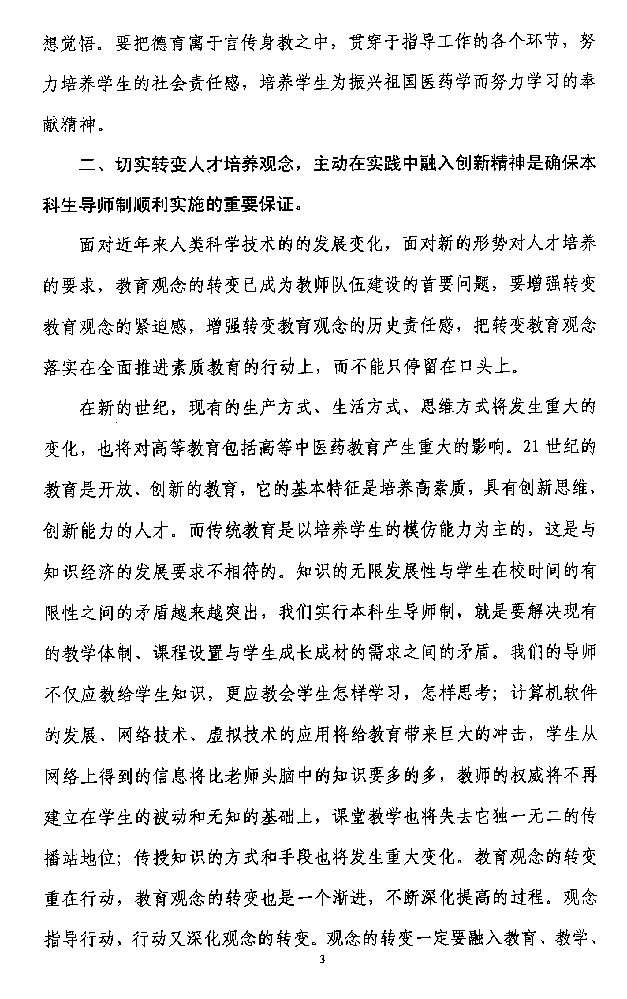 想觉悟。要把德育寓于言传身教之中，贯穿于指导工作的各个环节，努
力培养学生的社会责任感，培养学生为振兴祖国医药学而努力学习的奉
献精神。
二、切实转变人才培养观念，主动在实践中融入创新精神是确保本
科生导师制顺利实施的重要保证。
面对近年来人类科学技术的的发展变化，面对新的形势对人才培养
的要求，教育观念的转变已成为教师队伍建设的首要问题，要增强转变
教育观念的紧迫感，增强转变教育观念的历史责任感，把转变教育观念
落实在全面推进素质教育的行动上，而不能只停留在口头上。
在新的世纪，现有的生产方式、生活方式、思维方式将发生重大的
变化，也将对高等教育包括高等中医药教育产生重大的影响。21 世纪的
教育是开放、创新的教育，它的基本特征是培养高素质，具有创新思维，
创新能力的人才。而传统教育是以培养学生的模仿能力为主的，这是与
知识经济的发展要求不相符的。知识的无限发展性与学生在校时间的有
限性之间的矛盾越来越突出，我们实行本科生导师制，就是要解决现有
的教学体制、课程设置与学生成长成材的需求之间的矛盾。我们的导师
不仅应教给学生知识，更应教会学生怎样学习，怎样思考；计算机软件
的发展、网络技术、虚拟技术的应用将给教育带来巨大的冲击，学生从
网络上得到的信息将比老师头脑中的知识要多的多，教师的权威将不再
建立在学生的被动和无知的基础上，课堂教学也将失去它独一无二的传
播站地位；传授知识的方式和手段也将发生重大变化。教育观念的转变
重在行动，教育观念的转变也是一个渐进，不断深化提高的过程。观念
指导行动，行动又深化观念的转变。观念的转变一定要融入教育、教学、
3